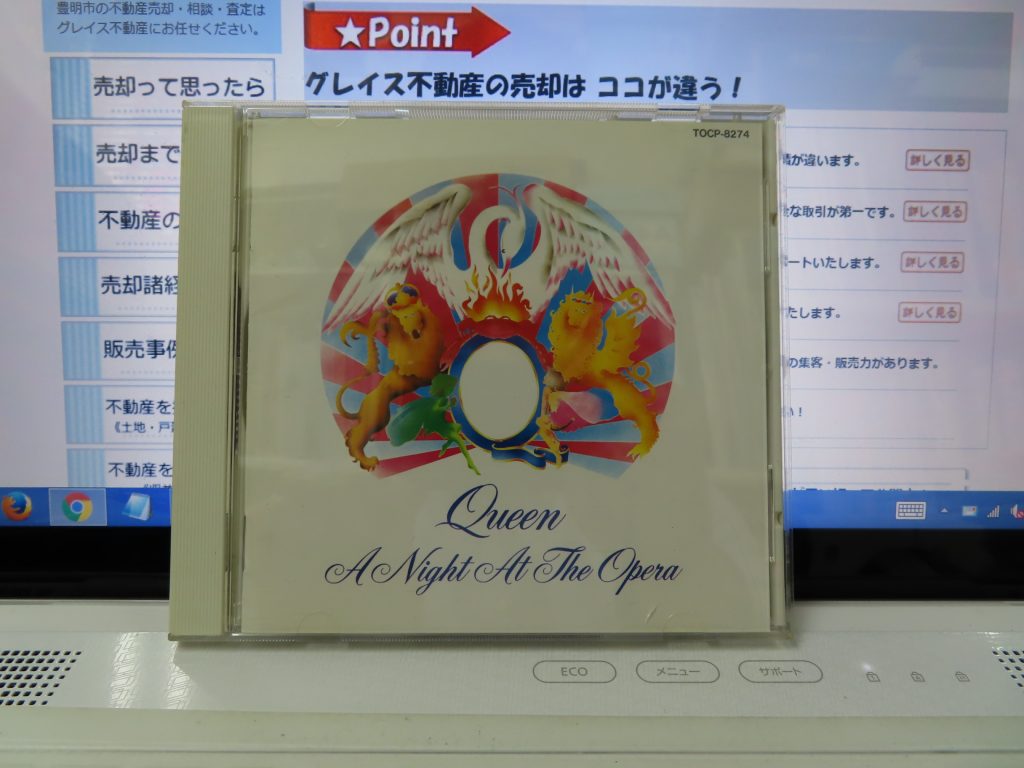 豊明市の不動産売却・相談・査定は
グレイス不動産にお任せください。
★Point
グレイス不動産の売却は ココが違う！
売却って思ったら
売却まで
不動産の
売却諸経
販売事例
不動産を
《土地・戸建
不動産を
TOCP-8274
が違います。
詳しく見る
な取引が第一です。
詳しく見る
ートいたします。
詳しく見る
たします。
詳しく見る
の集客・販売力があります。
い！
Queen
A Night At The Opera
ECO
メニュー
サポート